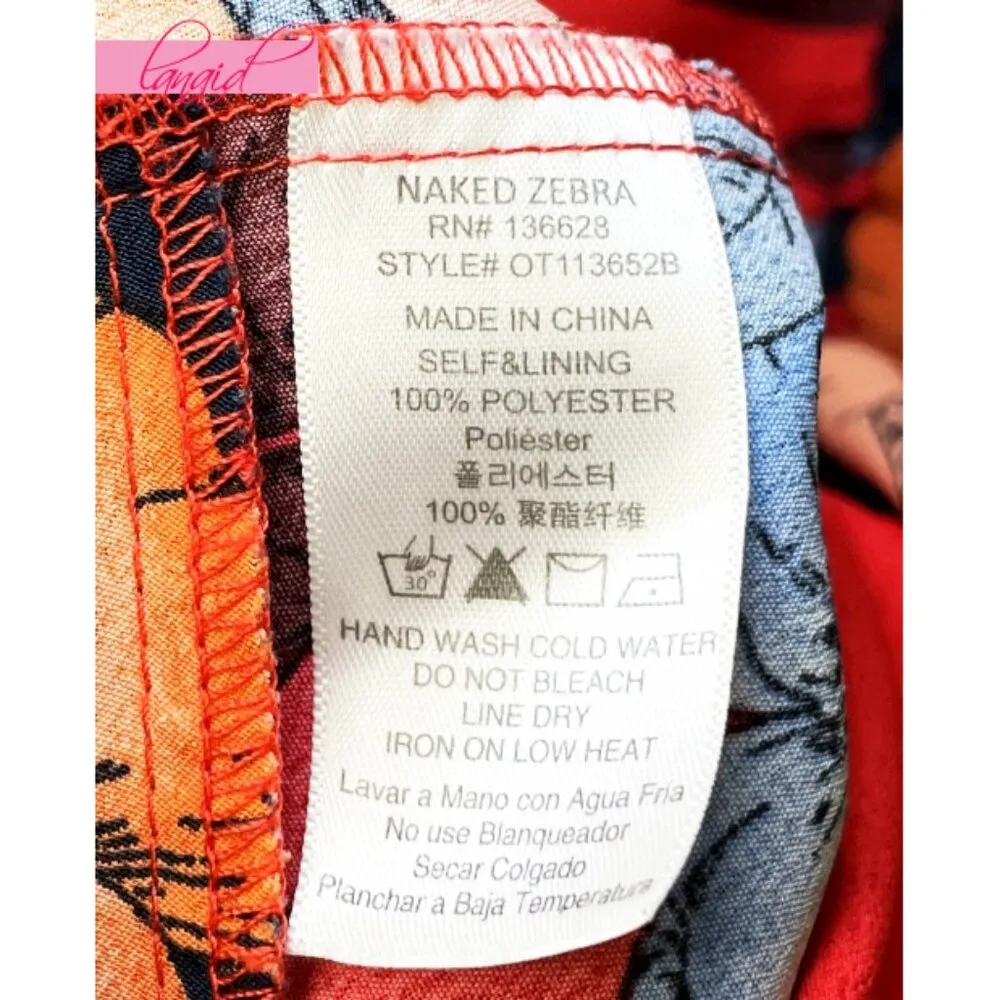 lanaid
NAKED ZEBRA
RN# 136628
STYLE# OT113652B
MADE IN CHINA
SELF&LINING
100% POLYESTER
Poliéster
폴리에스터
100% 聚酯纤维
30°
HAND WASH COLD WATER
DO NOT BLEACH
LINE DRY
IRON ON LOW HEAT
Lavar a Mano con Agua Fría
No use Blanqueador
Secar Colgado
Planchar a Baja Temperatura